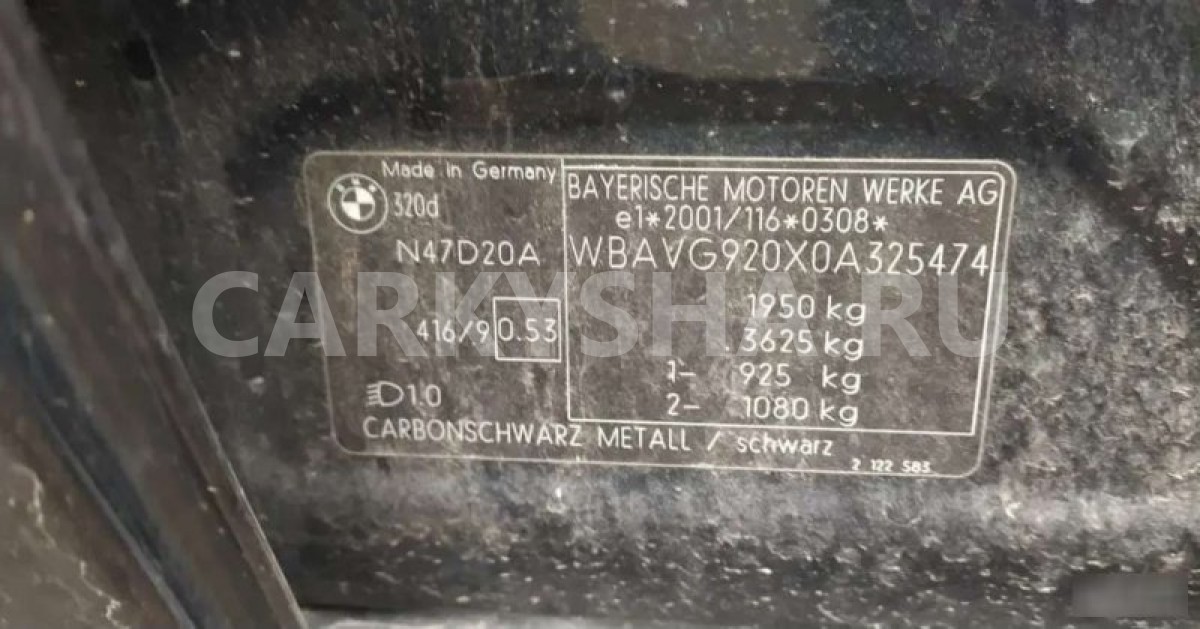 Made in Germany
320d
N47D20A
416/9 0.53
1.0
BAYERISCHE MOTOREN WERKE AG
e1*2001/116*0308*
WBAVG920X0A325474
1950 kg
.3625 kg
1- 925 kg
2- 1080 kg
CARBONSCHWARZ METALL / schwarz
2 122 583
CARKYSHA.RU